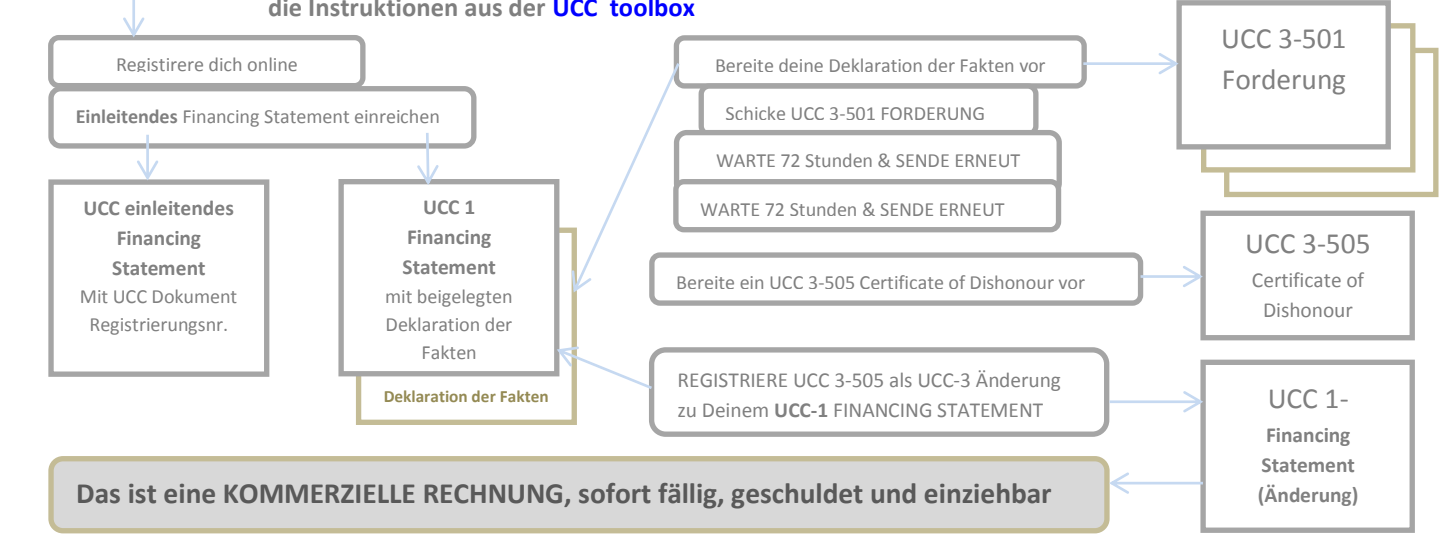 die Instruktionen aus der UCC toolbox
Registirere dich online
Einleitendes Financing Statement einreichen
UCC einleitendes
Financing
Statement
Mit UCC Dokument
Registrierungsnr.
UCC 1
Financing
Statement
mit beigelegten
Deklaration der
Fakten
Deklaration der Fakten
Bereite deine Deklaration der Fakten vor
Schicke UCC 3-501 FORDERUNG
WARTE 72 Stunden & SENDE ERNEUT
WARTE 72 Stunden & SENDE ERNEUT
Bereite ein UCC 3-505 Certificate of Dishonour vor
REGISTRIERE UCC 3-505 als UCC-3 Änderung
zu Deinem UCC-1 FINANCING STATEMENT
UCC 3-501
Forderung
UCC 3-505
Certificate of
Dishonour
UCC 1-
Financing
Statement
(Änderung)
Das ist eine KOMMERZIELLE RECHNUNG, sofort fällig, geschuldet und einziehbar